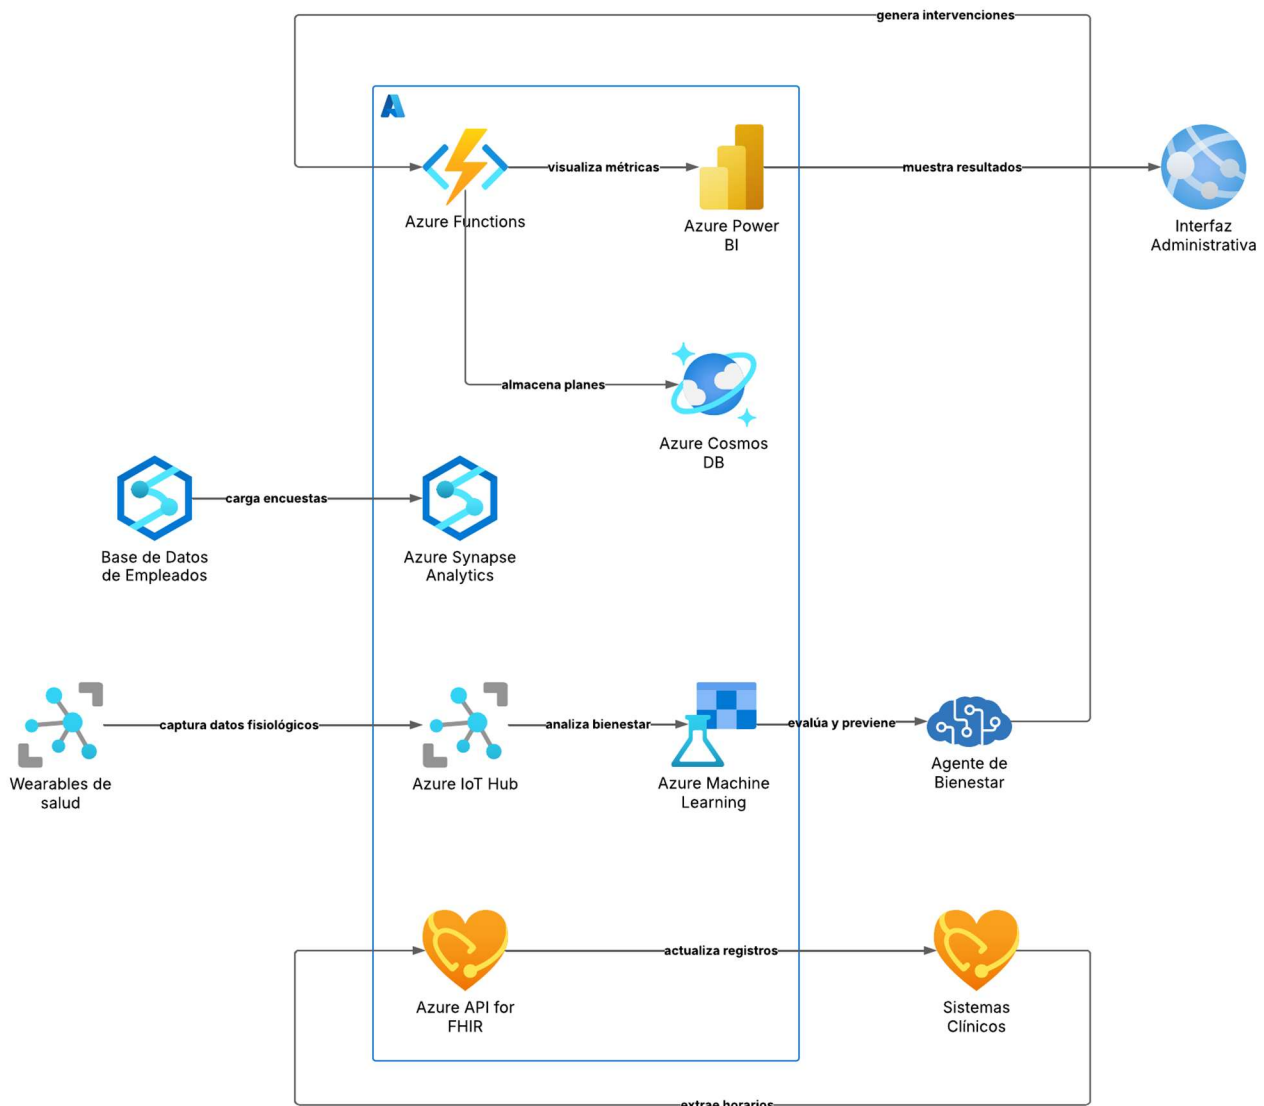 genera intervenciones
visualiza métricas
muestra resultados
Azure Functions
Azure Power
BI
Interfaz
Administrativa
almacena planes
Azure Cosmos
DB
carga encuestas
Base de Datos
de Empleados
Azure Synapse
Analytics
captura datos fisiológicos
analiza bienestar
evalúa y previene
Wearables de
salud
Azure IoT Hub
Azure Machine
Learning
Agente de
Bienestar
actualiza registros
Azure API for
FHIR
Sistemas
Clínicos
extrae horarios